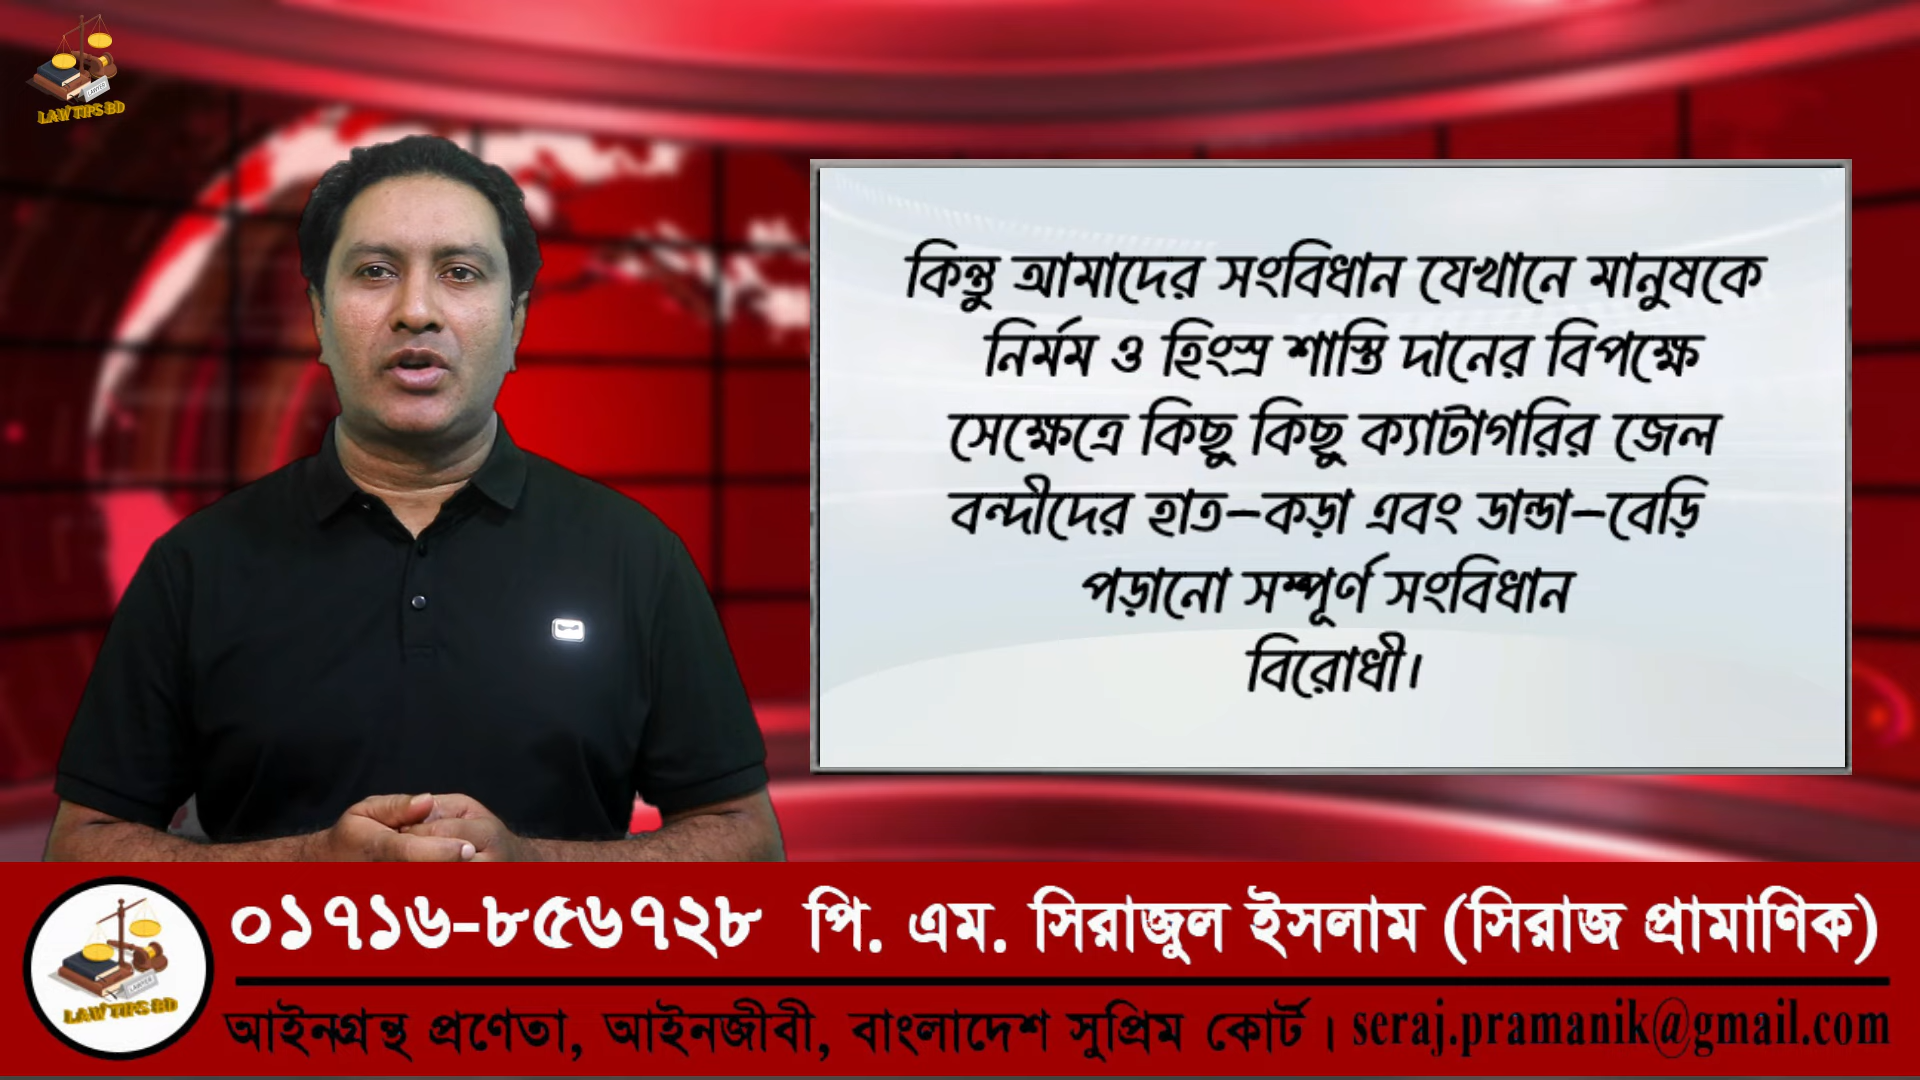 LAW TIPS BD
কিন্তু আমাদের সংবিধান যেখানে মানুষকে
নির্মম ও হিংস্র শাস্তি দানের বিপক্ষে
সেক্ষেত্রে কিছু কিছু ক্যাটাগরির জেল
বন্দীদের হাত-কড়া এবং ডান্ডা-বেড়ি
পড়ানো সম্পূর্ণ সংবিধান
বিরোধী।
০১৭১৬-৮৫৬৭২৮ পি. এম. সিরাজুল ইসলাম (সিরাজ প্রামাণিক)
আইনগ্রন্থ প্রণেতা, আইনজীবী, বাংলাদেশ সুপ্রিম কোর্ট । seraj.pramanik@gmail.com
LAWYER
LAW TIPS BD